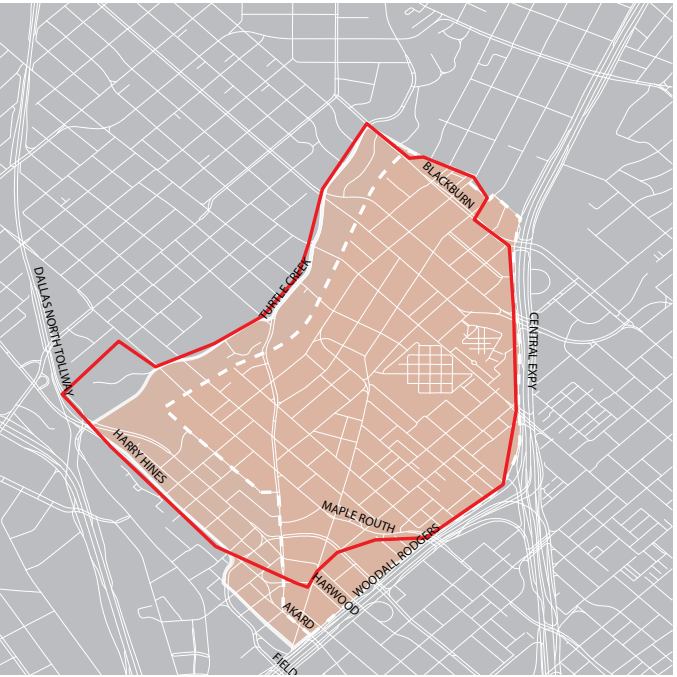 BLACKBURN
TURTLE CREEK
DALLAS NORTH TOLLWAY
CENTRAL EXPY
HARRY HINES
MAPLE ROUTH
WOODALL RODGERS
HARWOOD
AKARD
FIELD